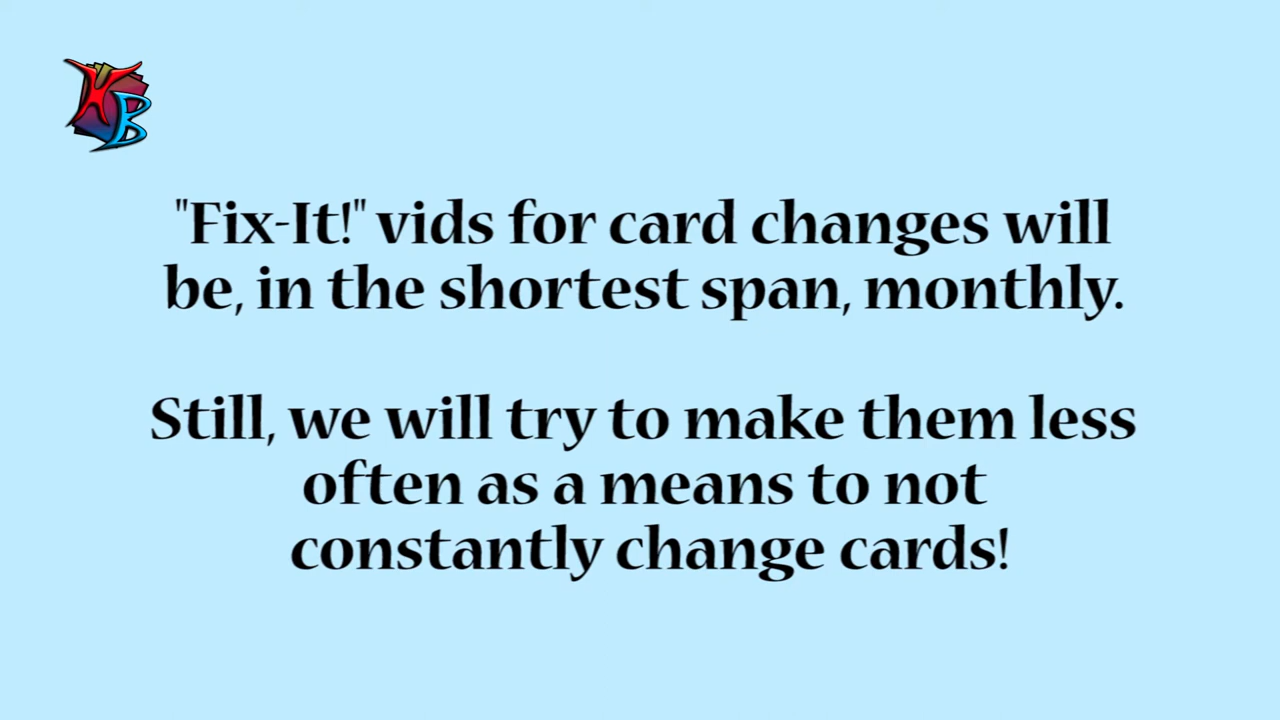 KB
"Fix-It!" vids for card changes will
be, in the shortest span, monthly.
Still, we will try to make them less
often as a means to not
constantly change cards!